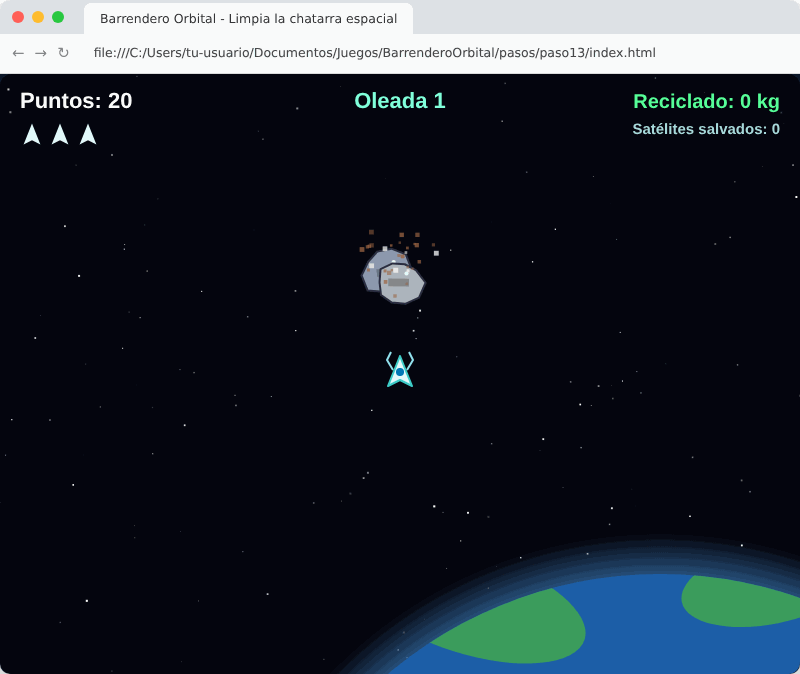 Barrendero Orbital - Limpia la chatarra espacial
file:///C:/Users/tu-usuario/Documentos/Juegos/BarrenderoOrbital/pasos/paso13/index.html
Puntos: 20
Oleada 1
Reciclado: 0 kg
Satélites salvados: 0